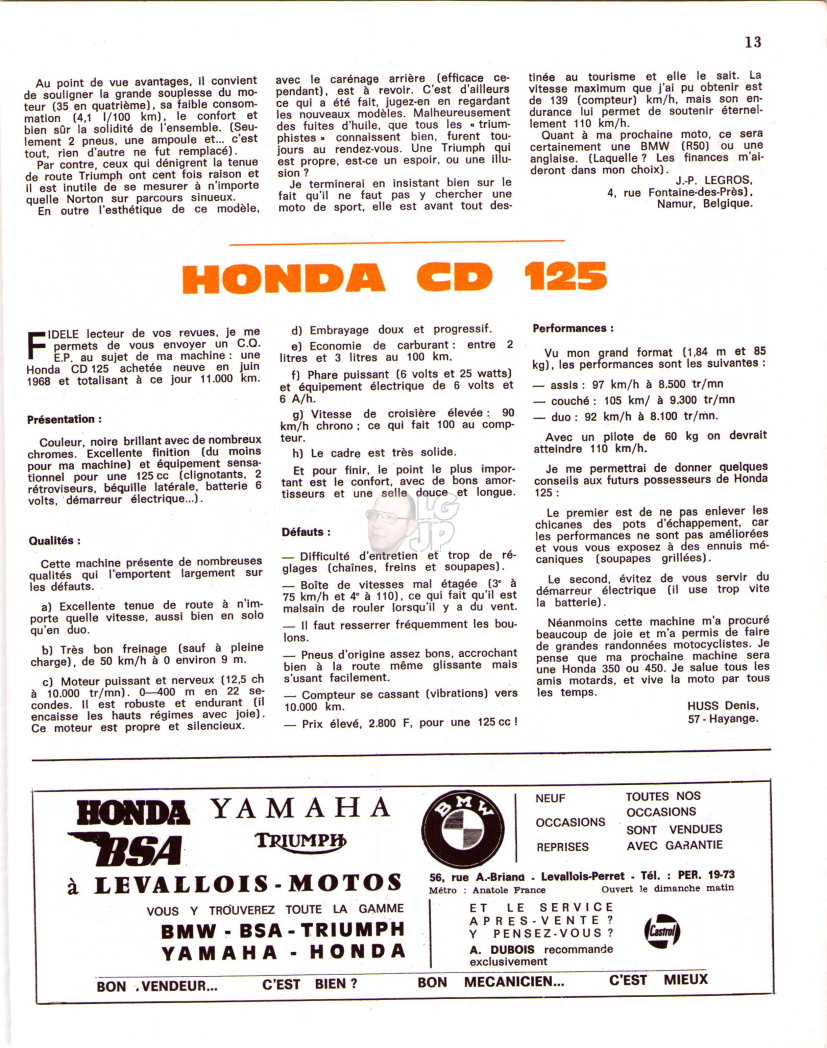 13
Au point de vue avantages, il convient
de souligner la grande souplesse du mo-
teur (35 en quatrième), sa faible consom-
mation (4,1 l/100 km), le confort et
bien sûr la solidité de l'ensemble. (Seu-
lement 2 pneus, une ampoule et... c'est
tout, rien d'autre ne fut remplacé).
Par contre, ceux qui dénigrent la tenue
de route Triumph ont cent fois raison et
il est inutile de se mesurer à n'importe
quelle Norton sur parcours sinueux.
En outre l'esthétique de ce modèle,
avec le carénage arrière (efficace ce-
pendant), est à revoir. C'est d'ailleurs
ce qui a été fait, jugez-en en regardant
les nouveaux modèles. Malheureusement
des fuites d'huile, que tous les « trium-
phistes » connaissent bien, furent tou-
jours au rendez-vous. Une Triumph qui
est propre, est-ce un espoir, ou une illu-
sion ?
Je terminerai en insistant bien sur le
fait qu'il ne faut pas y chercher une
moto de sport, elle est avant tout des-
tinée au tourisme et elle le sait. La
vitesse maximum que j'ai pu obtenir est
de 139 (compteur) km/h, mais son en-
durance lui permet de soutenir éternel-
lement 110 km/h.
Quant à ma prochaine moto, ce sera
certainement une BMW (R50) ou une
anglaise. (Laquelle ? Les finances m'ai-
deront dans mon choix).
J.-P. LEGROS,
4, rue Fontaine-des-Près),
Namur, Belgique.
HONDA CD 125
FIDELE lecteur de vos revues, je me
permets de vous envoyer un C.Q.
E.P. au sujet de ma machine : une
Honda CD 125 achetée neuve en juin
1968 et totalisant à ce jour 11.000 km.
Présentation :
Couleur, noire brillant avec de nombreux
chromes. Excellente finition (du moins
pour ma machine) et équipement sensa-
tionnel pour une 125 cc (clignotants, 2
rétroviseurs, béquille latérale, batterie 6
volts, démarreur électrique...).
Qualités :
Cette machine présente de nombreuses
qualités qui l'emportent largement sur
les défauts.
a) Excellente tenue de route à n'im-
porte quelle vitesse, aussi bien en solo
qu'en duo.
b) Très bon freinage (sauf à pleine
charge), de 50 km/h à 0 environ 9 m.
c) Moteur puissant et nerveux (12,5 ch
à 10.000 tr/mn). 0—400 m en 22 se-
condes. Il est robuste et endurant (il
encaisse les hauts régimes avec joie).
Ce moteur est propre et silencieux.
d) Embrayage doux et progressif.
e) Economie de carburant : entre 2
litres et 3 litres au 100 km.
f) Phare puissant (6 volts et 25 watts)
et équipement électrique de 6 volts et
6 A/h.
g) Vitesse de croisière élevée : 90
km/h chrono ; ce qui fait 100 au comp-
teur.
h) Le cadre est très solide.
Et pour finir, le point le plus impor-
tant est le confort, avec de bons amor-
tisseurs et une selle douce et longue.
LG
JP
Défauts :
— Difficulté d'entretien et trop de ré-
glages (chaînes, freins et soupapes).
— Boîte de vitesses mal étagée (3e à
75 km/h et 4e à 110), ce qui fait qu'il est
malsain de rouler lorsqu'il y a du vent.
— Il faut resserrer fréquemment les bou-
lons.
— Pneus d'origine assez bons, accrochant
bien à la route même glissante mais
s'usant facilement.
— Compteur se cassant (vibrations) vers
10.000 km.
— Prix élevé, 2.800 F, pour une 125 cc !
Performances :
Vu mon grand format (1,84 m et 85
kg), les performances sont les suivantes :
— assis : 97 km/h à 8.500 tr/mn
— couché : 105 km/ à 9.300 tr/mn
— duo : 92 km/h à 8.100 tr/mn.
Avec un pilote de 60 kg on devrait
atteindre 110 km/h.
Je me permettrai de donner quelques
conseils aux futurs possesseurs de Honda
125 :
Le premier est de ne pas enlever les
chicanes des pots d'échappement, car
les performances ne sont pas améliorées
et vous vous exposez à des ennuis mé-
caniques (soupapes grillées).
Le second, évitez de vous servir du
démarreur électrique (il use trop vite
la batterie).
Néanmoins cette machine m'a procuré
beaucoup de joie et m'a permis de faire
de grandes randonnées motocyclistes. Je
pense que ma prochaine machine sera
une Honda 350 ou 450. Je salue tous les
amis motards, et vive la moto par tous
les temps.
HUSS Denis,
57 - Hayange.
HONDA YAMAHA
BSA TRIUMPH
à LEVALLOIS-MOTOS
VOUS Y TROUVEREZ TOUTE LA GAMME
BMW - BSA - TRIUMPH
YAMAHA - HONDA
BMW
NEUF
OCCASIONS
REPRISES
TOUTES NOS
OCCASIONS
SONT VENDUES
AVEC GARANTIE
56, rue A.-Briand - Levallois-Perret - Tél. : PER. 19-73
Métro : Anatole France Ouvert le dimanche matin
ET LE SERVICE
APRES-VENTE ?
Y PENSEZ-VOUS ?
A. DUBOIS recommande
exclusivement
Castrol
BON VENDEUR... C'EST BIEN ? BON MECANICIEN... C'EST MIEUX